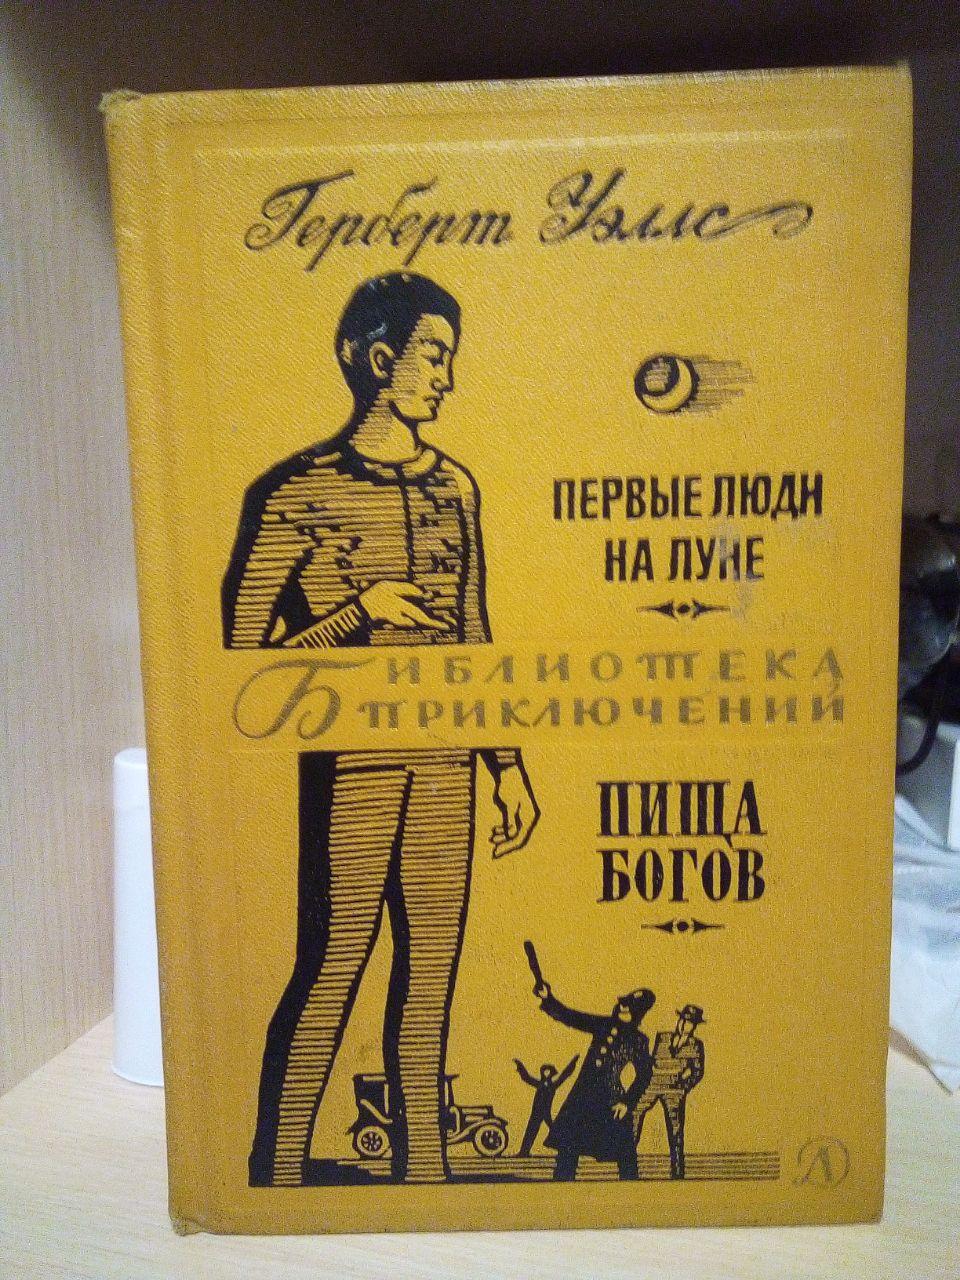 Герберт Уэллс
ПЕРВЫЕ ЛЮДИ
НА ЛУНЕ
БИБЛИОТЕКА
ПРИКЛЮЧЕНИЙ
ПИЩА
БОГОВ